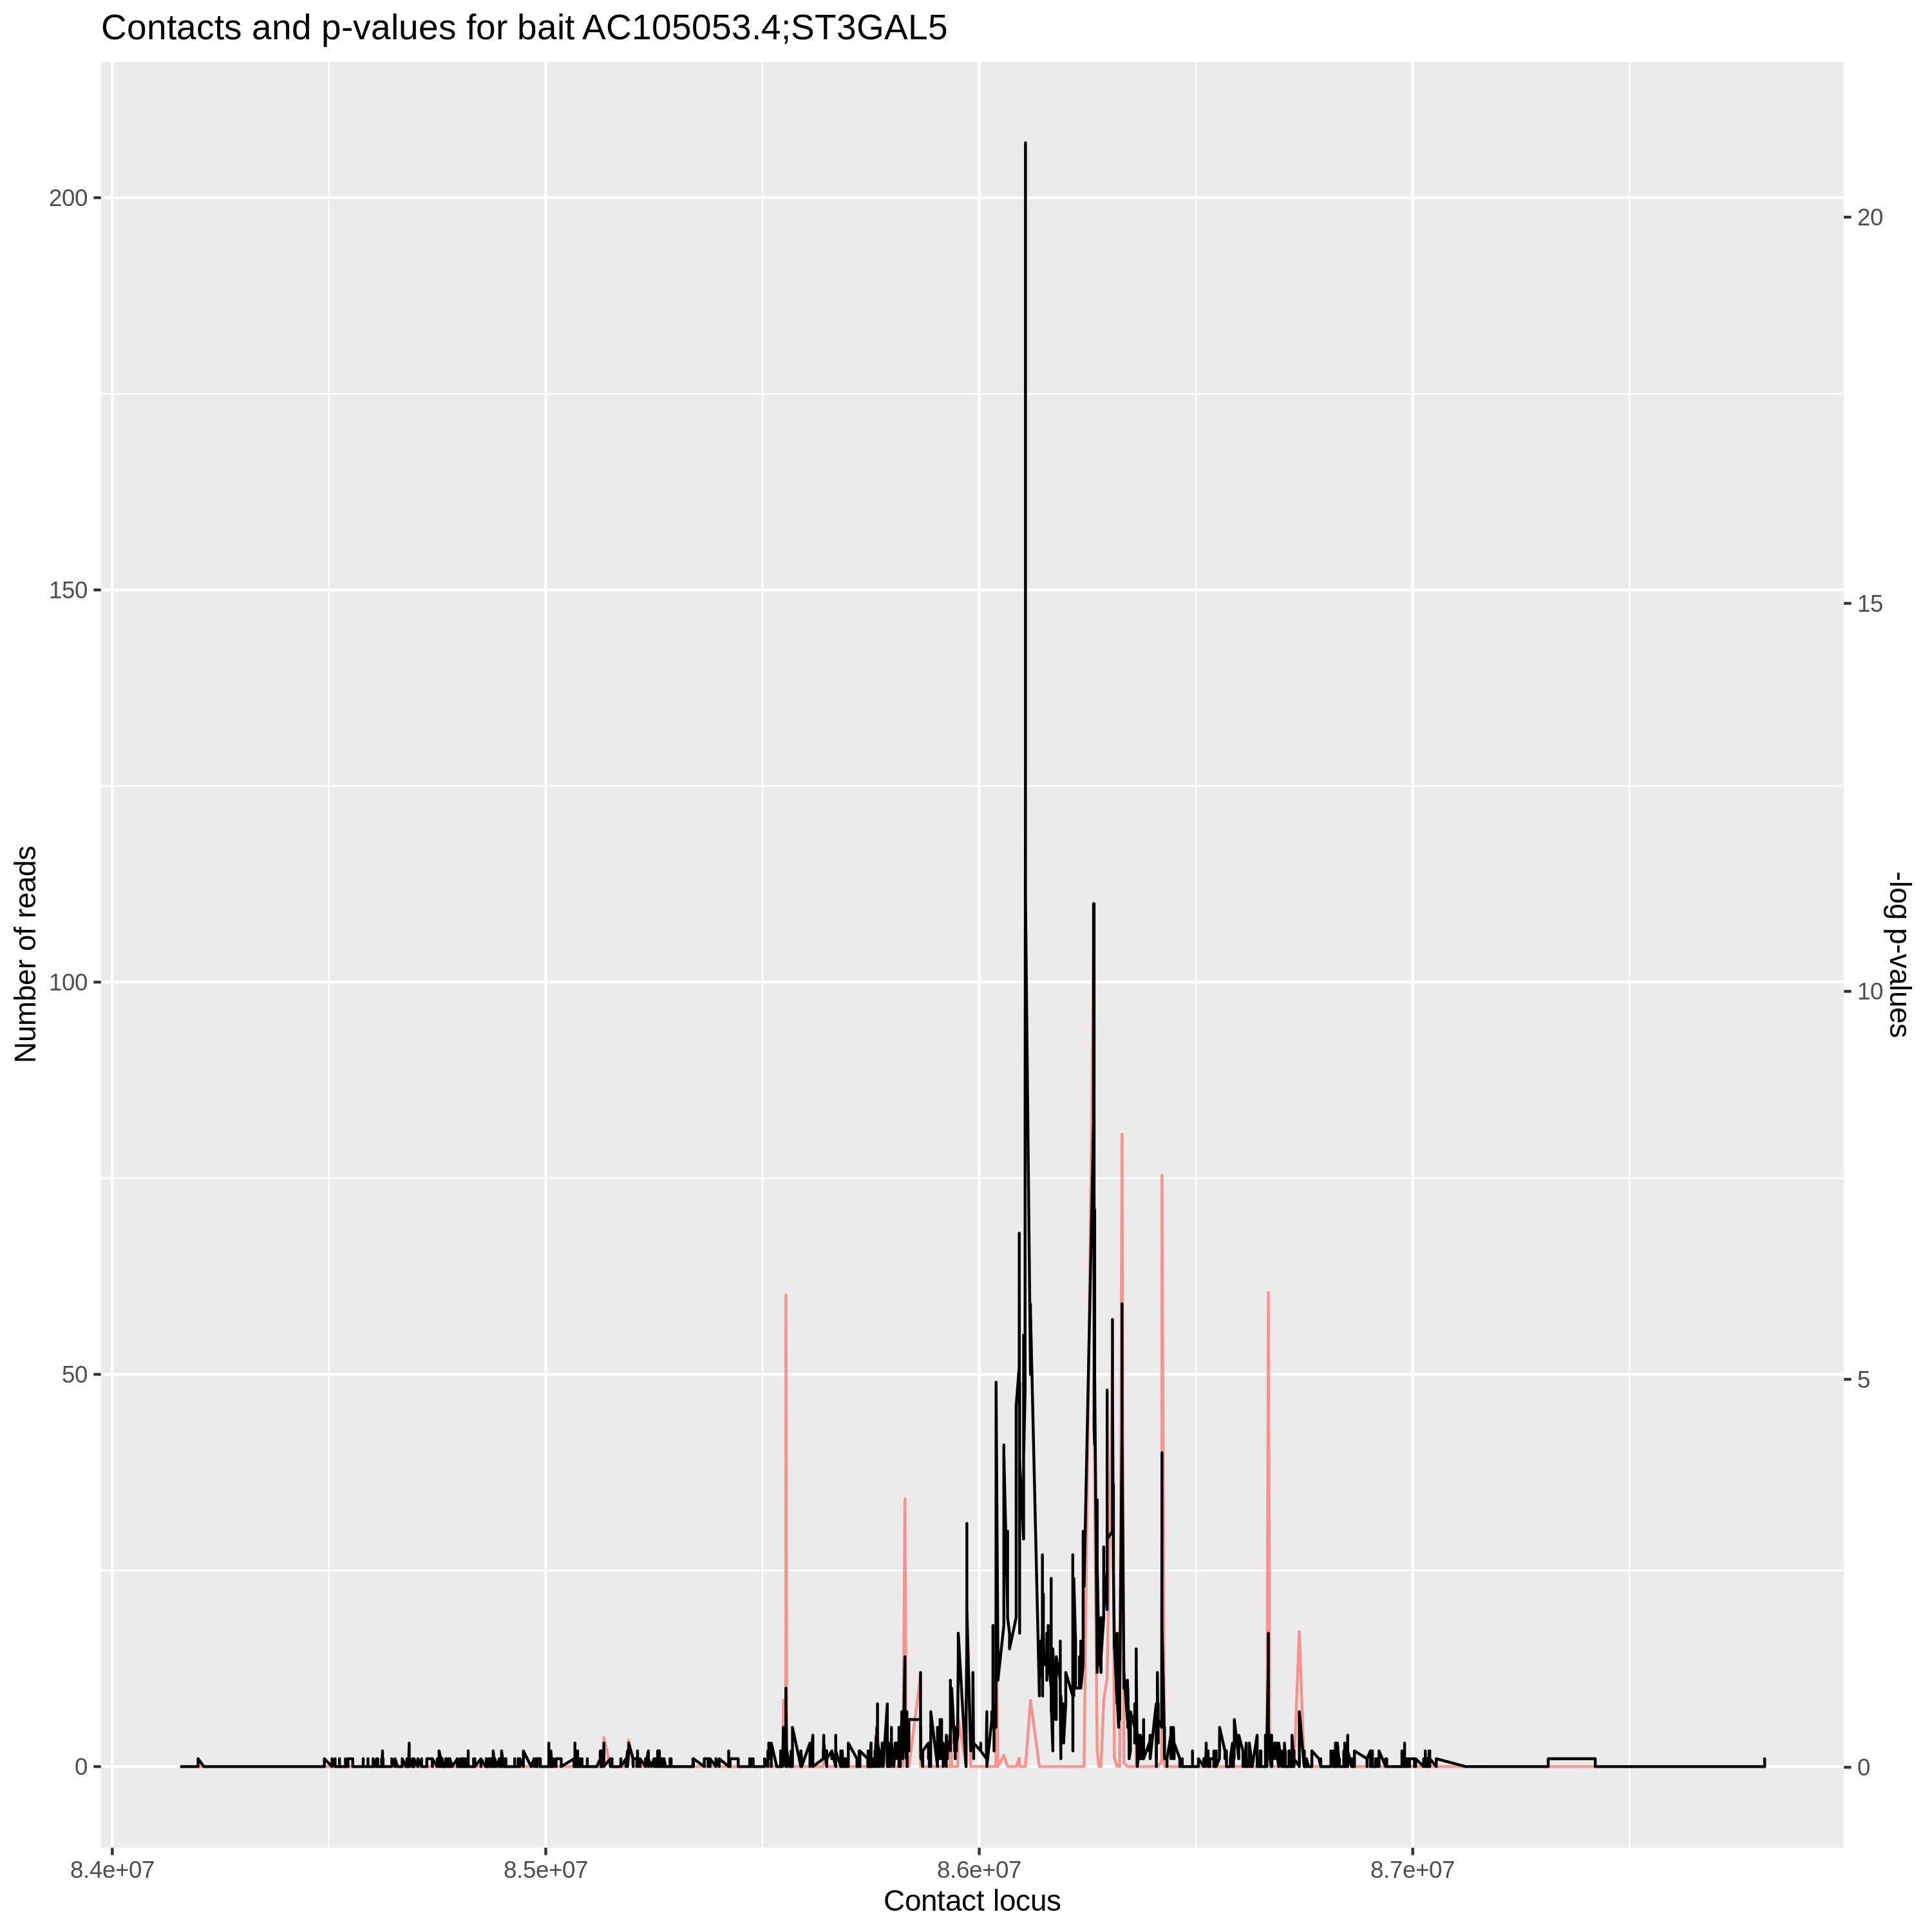 Contacts and p-values for bait AC105053.4;ST3GAL5
200
150
100
50
0
Number of reads
20
15
10
5
0
-log p-values
8.4e+07
8.5e+07
8.6e+07
8.7e+07
Contact locus